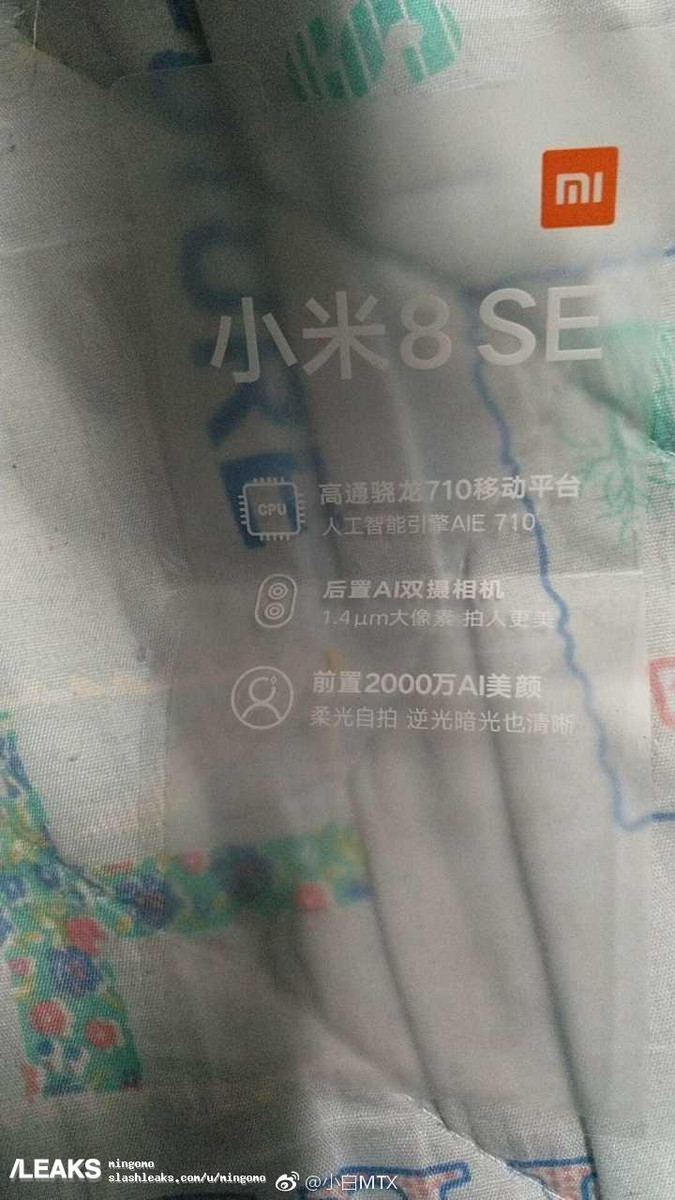 mi
小米8 SE
CPU
高通骁龙710移动平台
人工智能引擎AIE 710
后置AI双摄相机
1.4μm大像素 拍人更美
前置2000万AI美颜
柔光自拍 逆光暗光也清晰
/LEAKS
mingomo
slashleaks.com/u/mingomo
@小白MTX